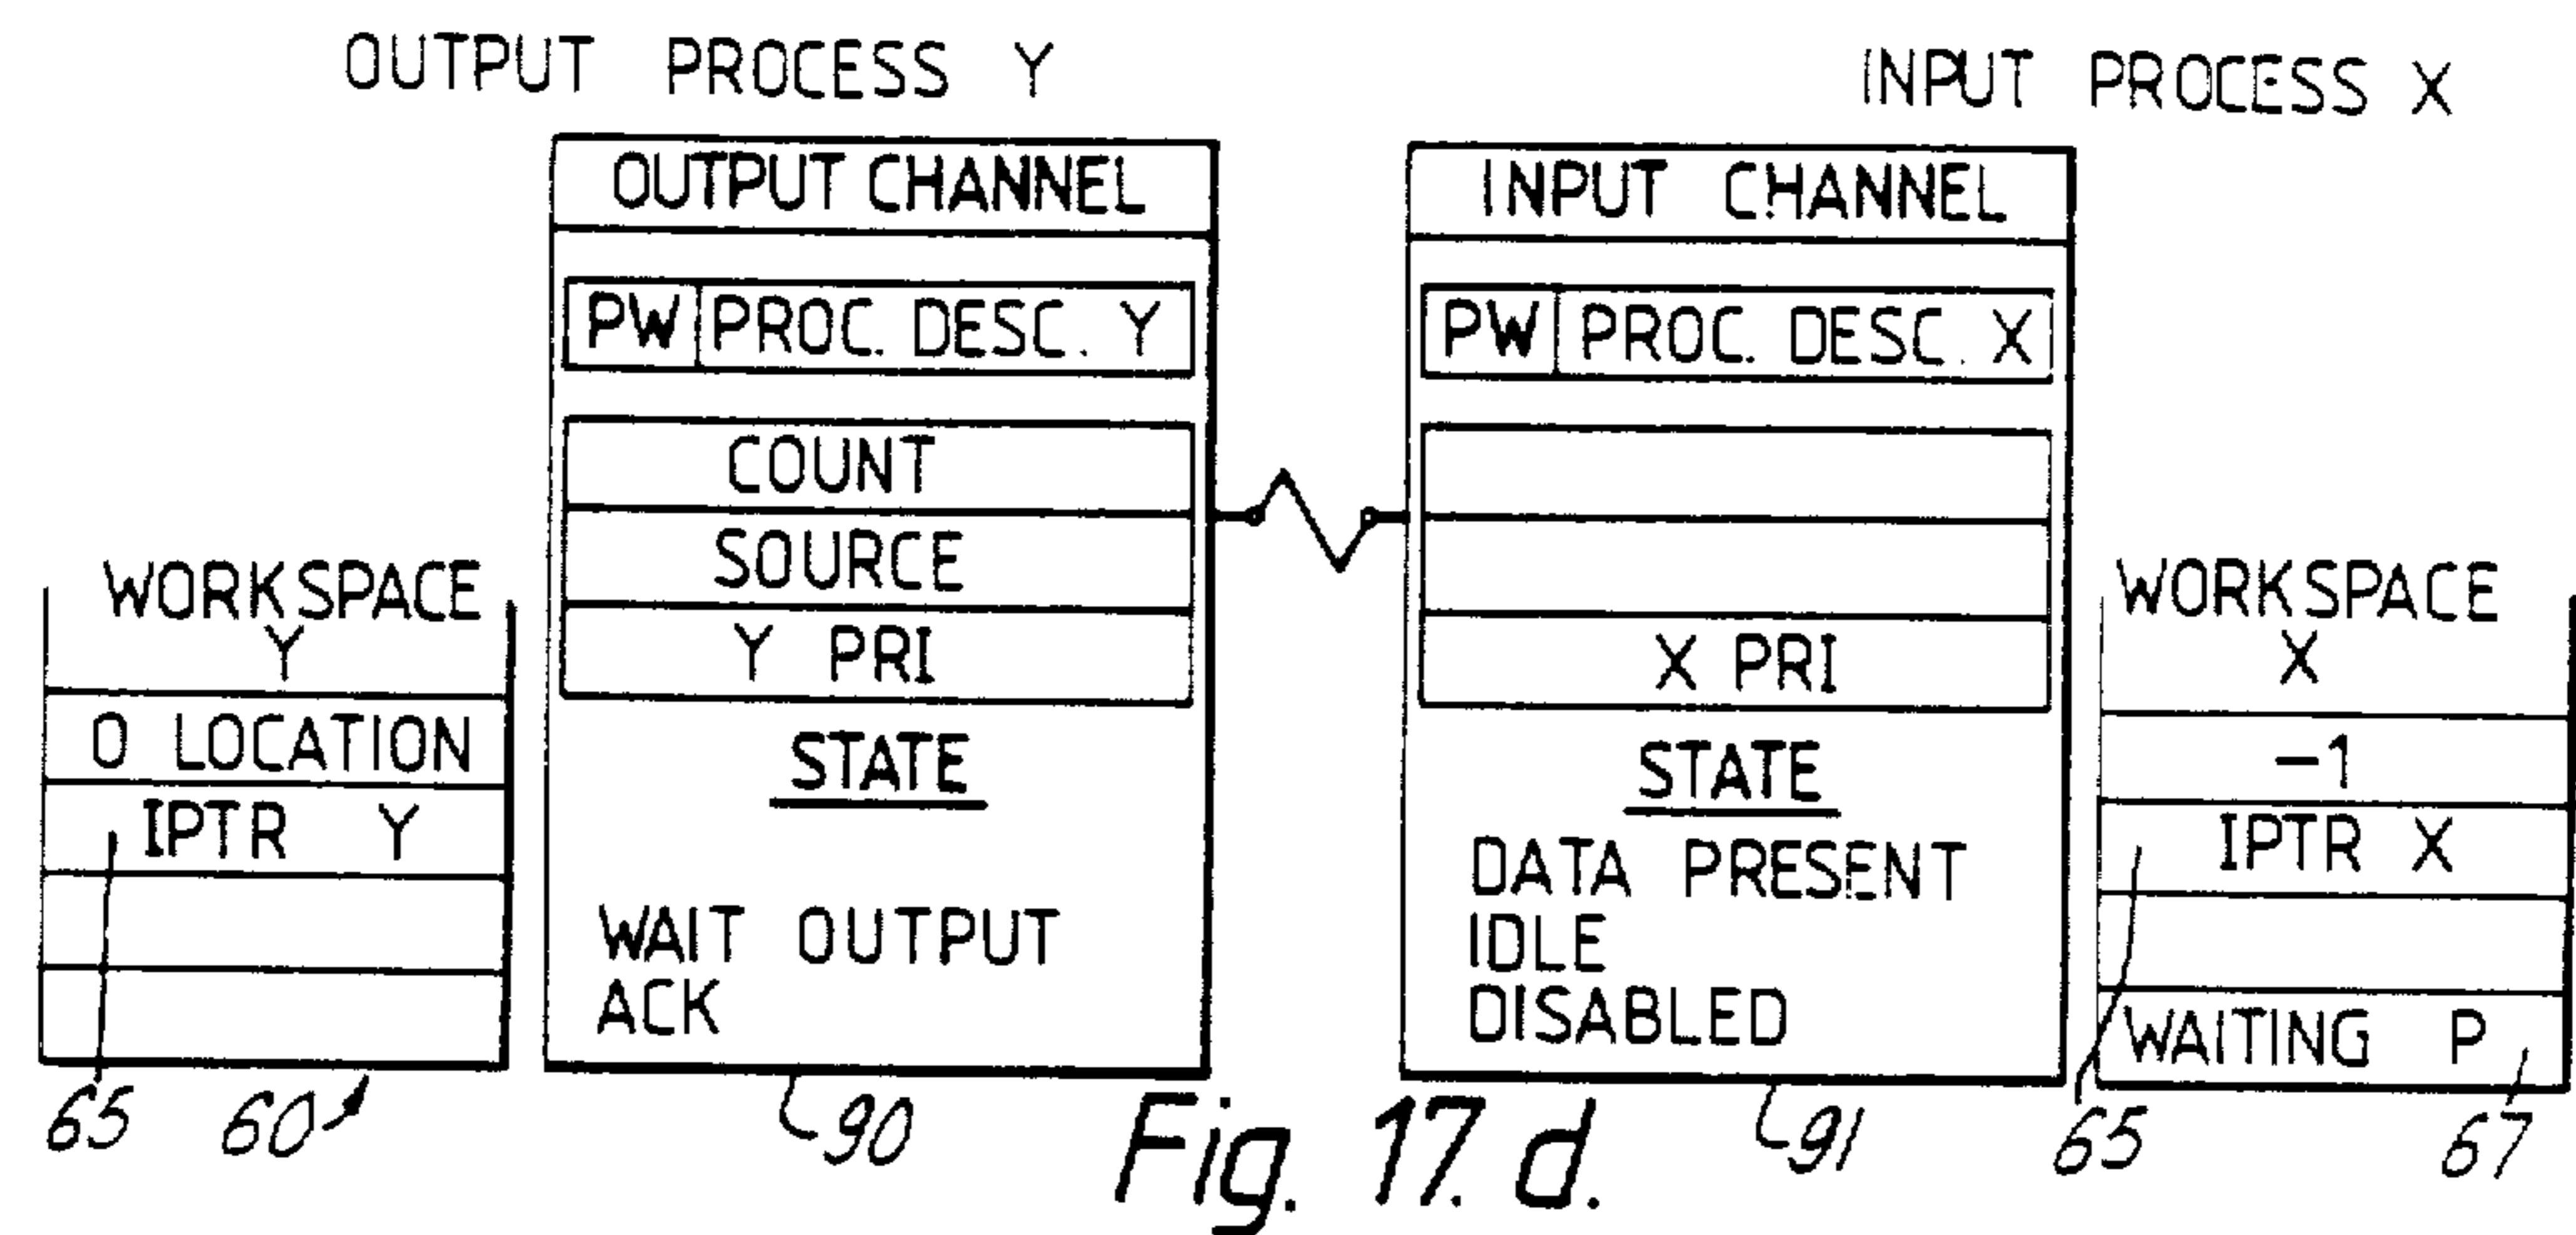 OUTPUT PROCESS Y
INPUT PROCESS X
OUTPUT CHANNEL
PW PROC. DESC. Y
COUNT
SOURCE
Y PRI
STATE
WAIT OUTPUT
ACK
INPUT CHANNEL
PW PROC. DESC. X
X PRI
STATE
DATA PRESENT
IDLE
DISABLED
WORKSPACE
Y
0 LOCATION
IPTR Y
WORKSPACE
X
-1
IPTR X
WAITING P
65
60
90
91
65
67
Fig. 17. d.